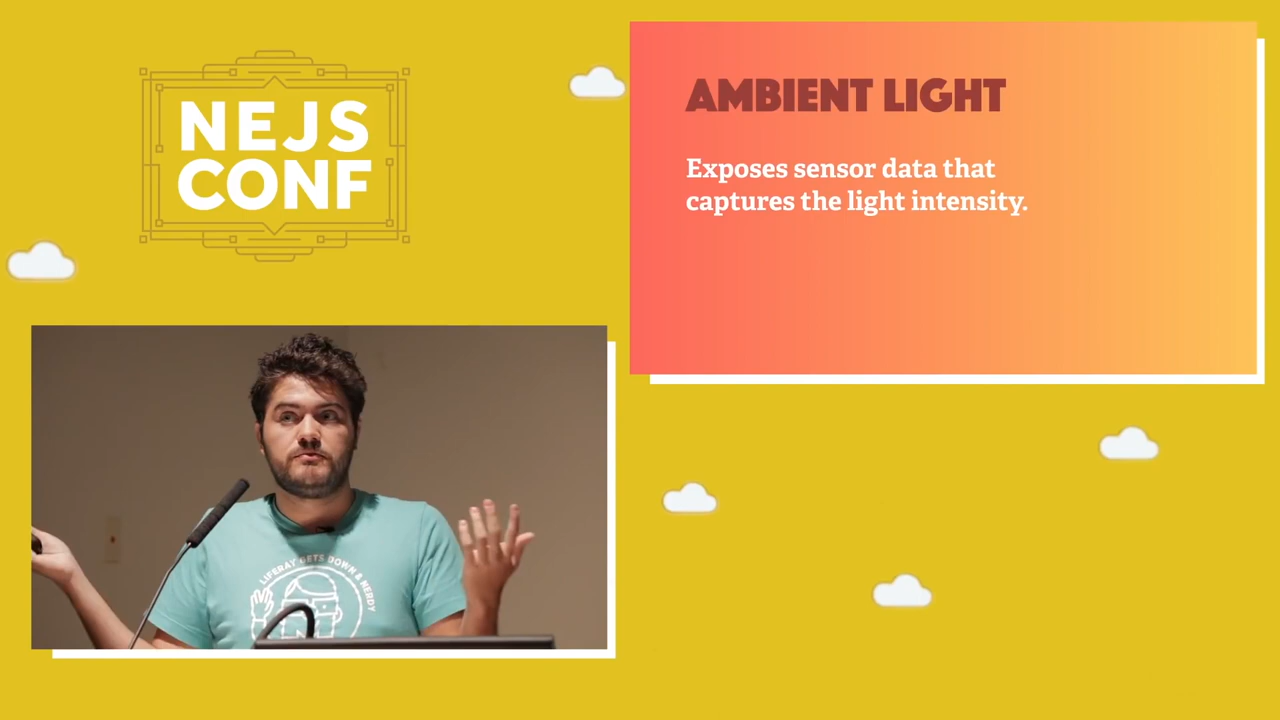 NEJS
CONF
AMBIENT LIGHT
Exposes sensor data that
captures the light intensity.
LIFERAY GETS DOWN & NERDY